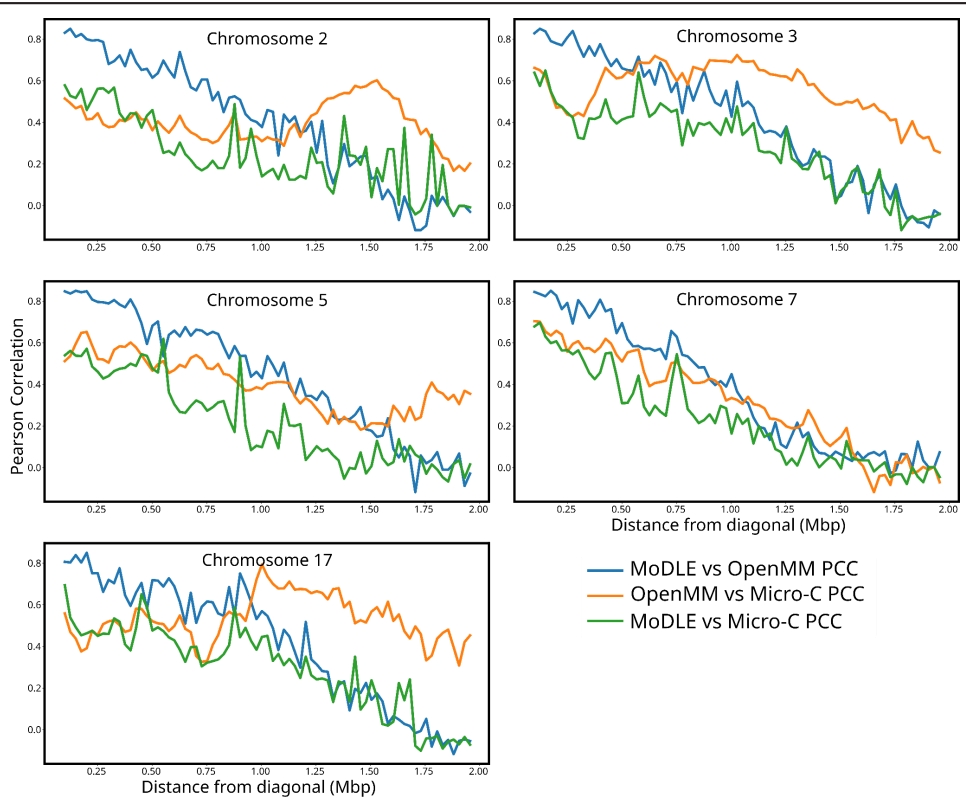 Chromosome 2
0.8
0.6
0.4
0.2
0.0
0.25 0.50 0.75 1.00 1.25 1.50 1.75 2.00
Chromosome 3
0.8
0.6
0.4
0.2
0.0
0.25 0.50 0.75 1.00 1.25 1.50 1.75 2.00
Pearson Correlation
Chromosome 5
0.8
0.6
0.4
0.2
0.0
0.25 0.50 0.75 1.00 1.25 1.50 1.75 2.00
Chromosome 7
0.8
0.6
0.4
0.2
0.0
0.25 0.50 0.75 1.00 1.25 1.50 1.75 2.00
Distance from diagonal (Mbp)
Chromosome 17
0.8
0.6
0.4
0.2
0.0
0.25 0.50 0.75 1.00 1.25 1.50 1.75 2.00
Distance from diagonal (Mbp)
MoDLE vs OpenMM PCC
OpenMM vs Micro-C PCC
MoDLE vs Micro-C PCC